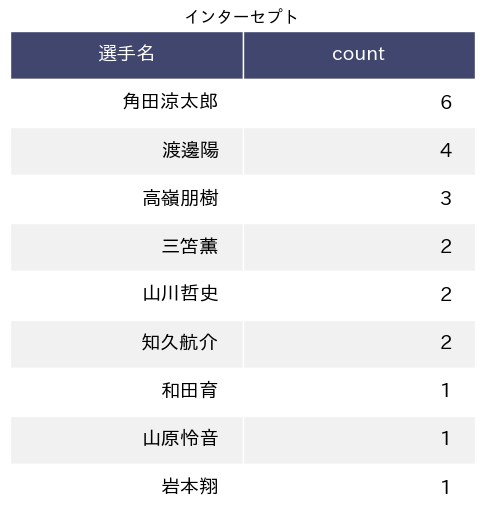 インターセプト
選手名 count
角田涼太郎 6
渡邊陽 4
高嶺朋樹 3
三笘薫 2
山川哲史 2
知久航介 2
和田育 1
山原怜音 1
岩本翔 1